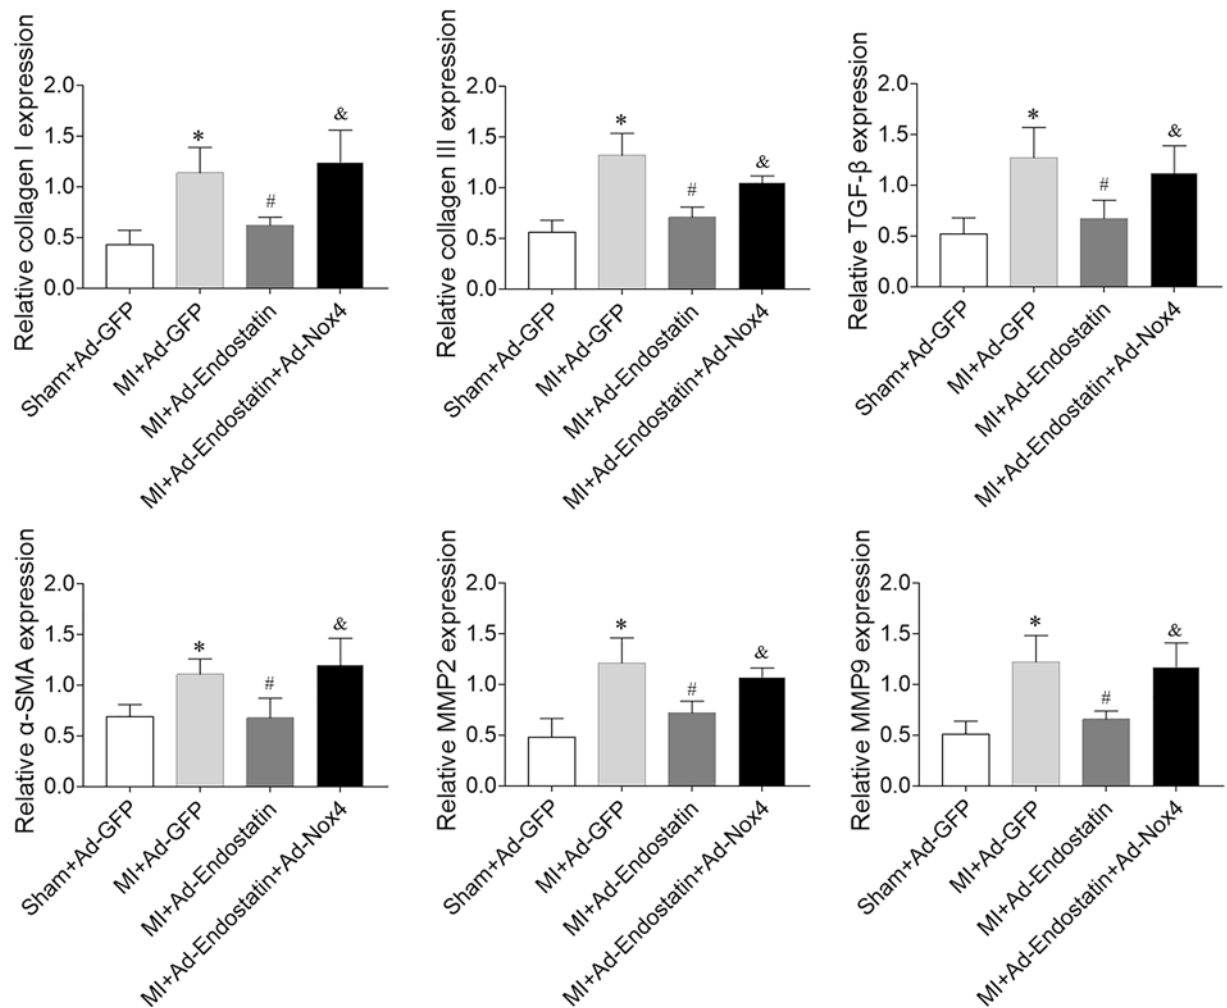 Relative collagen I expression
2.0
1.5
1.0
0.5
0.0
*
#
&
Sham+Ad-GFP
MI+Ad-GFP
MI+Ad-Endostatin
MI+Ad-Endostatin+Ad-Nox4
Relative collagen III expression
2.0
1.5
1.0
0.5
0.0
*
#
&
Sham+Ad-GFP
MI+Ad-GFP
MI+Ad-Endostatin
MI+Ad-Endostatin+Ad-Nox4
Relative TGF-β expression
2.0
1.5
1.0
0.5
0.0
*
#
&
Sham+Ad-GFP
MI+Ad-GFP
MI+Ad-Endostatin
MI+Ad-Endostatin+Ad-Nox4
Relative α-SMA expression
2.0
1.5
1.0
0.5
0.0
*
#
&
Sham+Ad-GFP
MI+Ad-GFP
MI+Ad-Endostatin
MI+Ad-Endostatin+Ad-Nox4
Relative MMP2 expression
2.0
1.5
1.0
0.5
0.0
*
#
&
Sham+Ad-GFP
MI+Ad-GFP
MI+Ad-Endostatin
MI+Ad-Endostatin+Ad-Nox4
Relative MMP9 expression
2.0
1.5
1.0
0.5
0.0
*
#
&
Sham+Ad-GFP
MI+Ad-GFP
MI+Ad-Endostatin
MI+Ad-Endostatin+Ad-Nox4